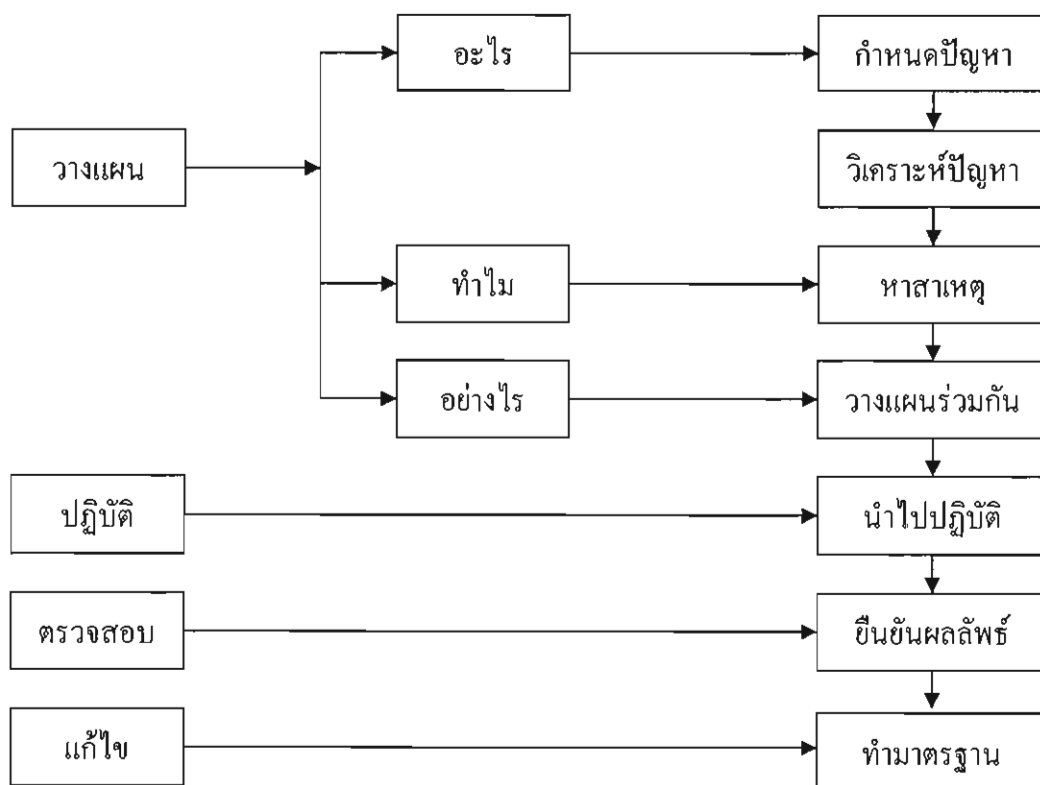 อะไร
กำหนดปัญหา
วางแผน
วิเคราะห์ปัญหา
ทำไม
หาสาเหตุ
อย่างไร
วางแผนร่วมกัน
ปฏิบัติ
นำไปปฏิบัติ
ตรวจสอบ
ยืนยันผลลัพธ์
แก้ไข
ทำมาตรฐาน